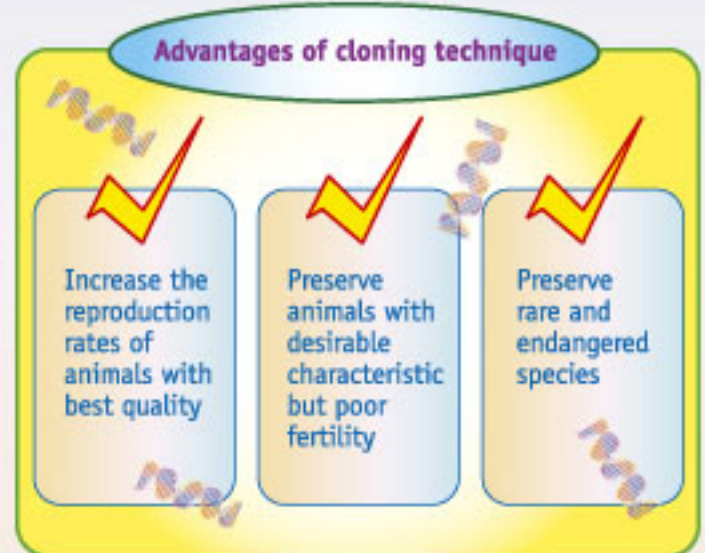 Advantages of cloning technique
Increase the
reproduction
rates of
animals with
best quality
Preserve
animals with
desirable
characteristic
but poor
fertility
Preserve
rare and
endangered
species